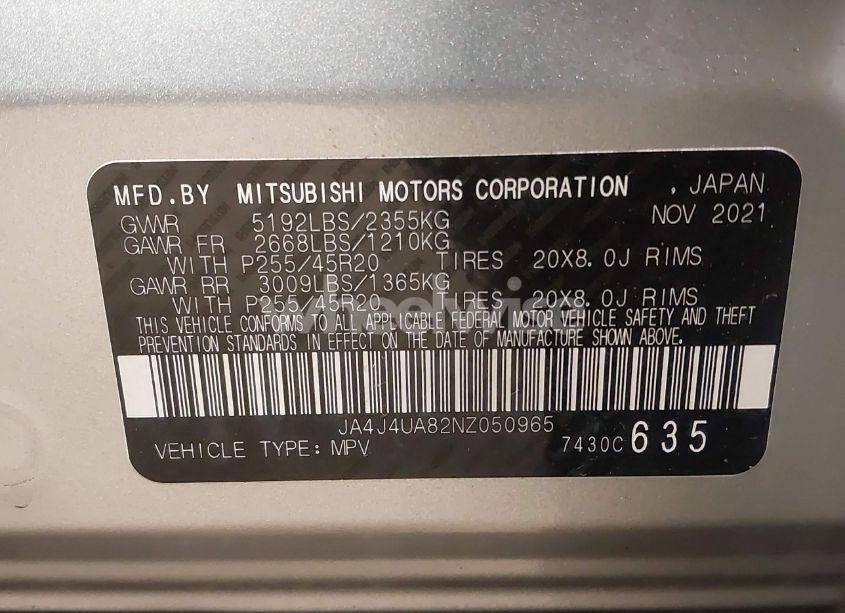 MFD.BY MITSUBISHI MOTORS CORPORATION , JAPAN
GVWR 5192LBS/2355KG NOV 2021
GAWR FR 2668LBS/1210KG
WITH P255/45R20 TIRES 20X8.0J RIMS
GAWR RR 3009LBS/1365KG
WITH P255/45R20 TIRES 20X8.0J RIMS
THIS VEHICLE CONFORMS TO ALL APPLICABLE FEDERAL MOTOR VEHICLE SAFETY AND THEFT
PREVENTION STANDARDS IN EFFECT ON THE DATE OF MANUFACTURE SHOWN ABOVE.
JA4J4UA82NZ050965
VEHICLE TYPE: MPV 7430C 635